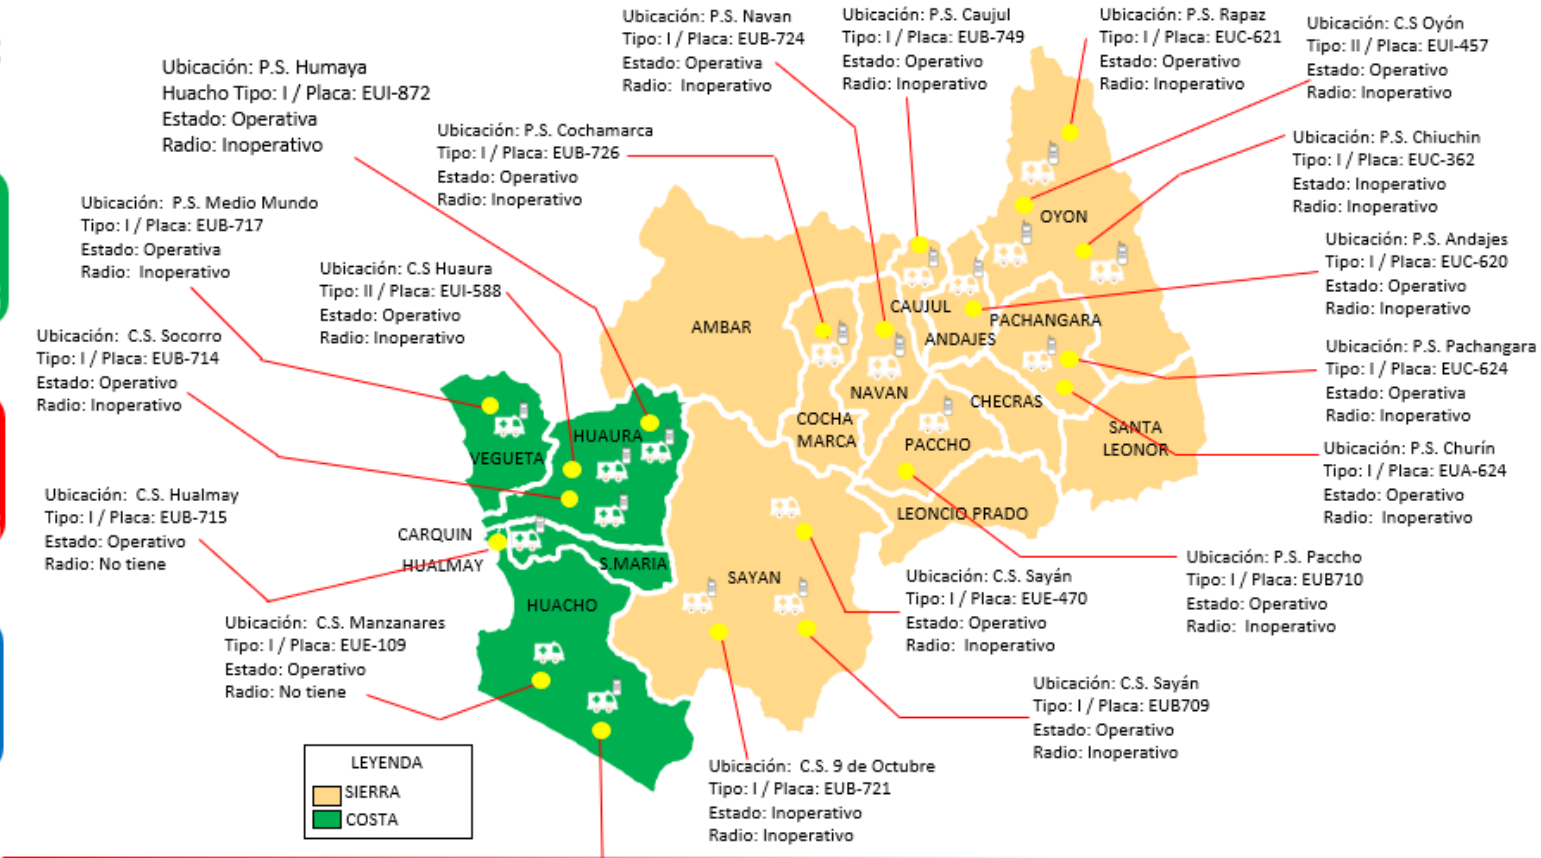 Ubicación: P.S. Humaya
Huacho Tipo: I / Placa: EUI-872
Estado: Operativa
Radio: Inoperativo
Ubicación: P.S. Navan
Tipo: I / Placa: EUB-724
Estado: Operativa
Radio: Inoperativo
Ubicación: P.S. Caujul
Tipo: I / Placa: EUB-749
Estado: Operativo
Radio: Inoperativo
Ubicación: P.S. Rapaz
Tipo: I / Placa: EUC-621
Estado: Operativo
Radio: Inoperativo
Ubicación: C.S Oyón
Tipo: II / Placa: EUI-457
Estado: Operativo
Radio: Inoperativo
Ubicación: P.S. Cochamarca
Tipo: I / Placa: EUB-726
Estado: Operativo
Radio: Inoperativo
Ubicación: P.S. Chiuchin
Tipo: I / Placa: EUC-362
Estado: Inoperativo
Radio: Inoperativo
Ubicación: P.S. Medio Mundo
Tipo: I / Placa: EUB-717
Estado: Operativa
Radio: Inoperativo
Ubicación: C.S Huaura
Tipo: II / Placa: EUI-588
Estado: Operativo
Radio: Inoperativo
Ubicación: P.S. Andajes
Tipo: I / Placa: EUC-620
Estado: Operativo
Radio: Inoperativo
Ubicación: C.S. Socorro
Tipo: I / Placa: EUB-714
Estado: Operativo
Radio: Inoperativo
Ubicación: P.S. Pachangara
Tipo: I / Placa: EUC-624
Estado: Operativa
Radio: Inoperativo
Ubicación: P.S. Churín
Tipo: I / Placa: EUA-624
Estado: Operativo
Radio: Inoperativo
Ubicación: C.S. Hualmay
Tipo: I / Placa: EUB-715
Estado: Operativo
Radio: No tiene
Ubicación: P.S. Paccho
Tipo: I / Placa: EUB710
Estado: Operativo
Radio: Inoperativo
Ubicación: C.S. Sayán
Tipo: I / Placa: EUE-470
Estado: Operativo
Radio: Inoperativo
Ubicación: C.S. Manzanares
Tipo: I / Placa: EUE-109
Estado: Operativo
Radio: No tiene
Ubicación: C.S. Sayán
Tipo: I / Placa: EUB709
Estado: Operativo
Radio: Inoperativo
Ubicación: C.S. 9 de Octubre
Tipo: I / Placa: EUB-721
Estado: Inoperativo
Radio: Inoperativo
OYON
AMBAR
CAUJUL
PACHANGARA
ANDAJES
NAVAN
CHECRAS
COCHA
MARCA
PACCHO
SANTA
LEONOR
HUAURA
VEGUETA
LEONCIO PRADO
CARQUIN
HUALMAY
S.MARIA
SAYAN
HUACHO
LEYENDA
SIERRA
COSTA